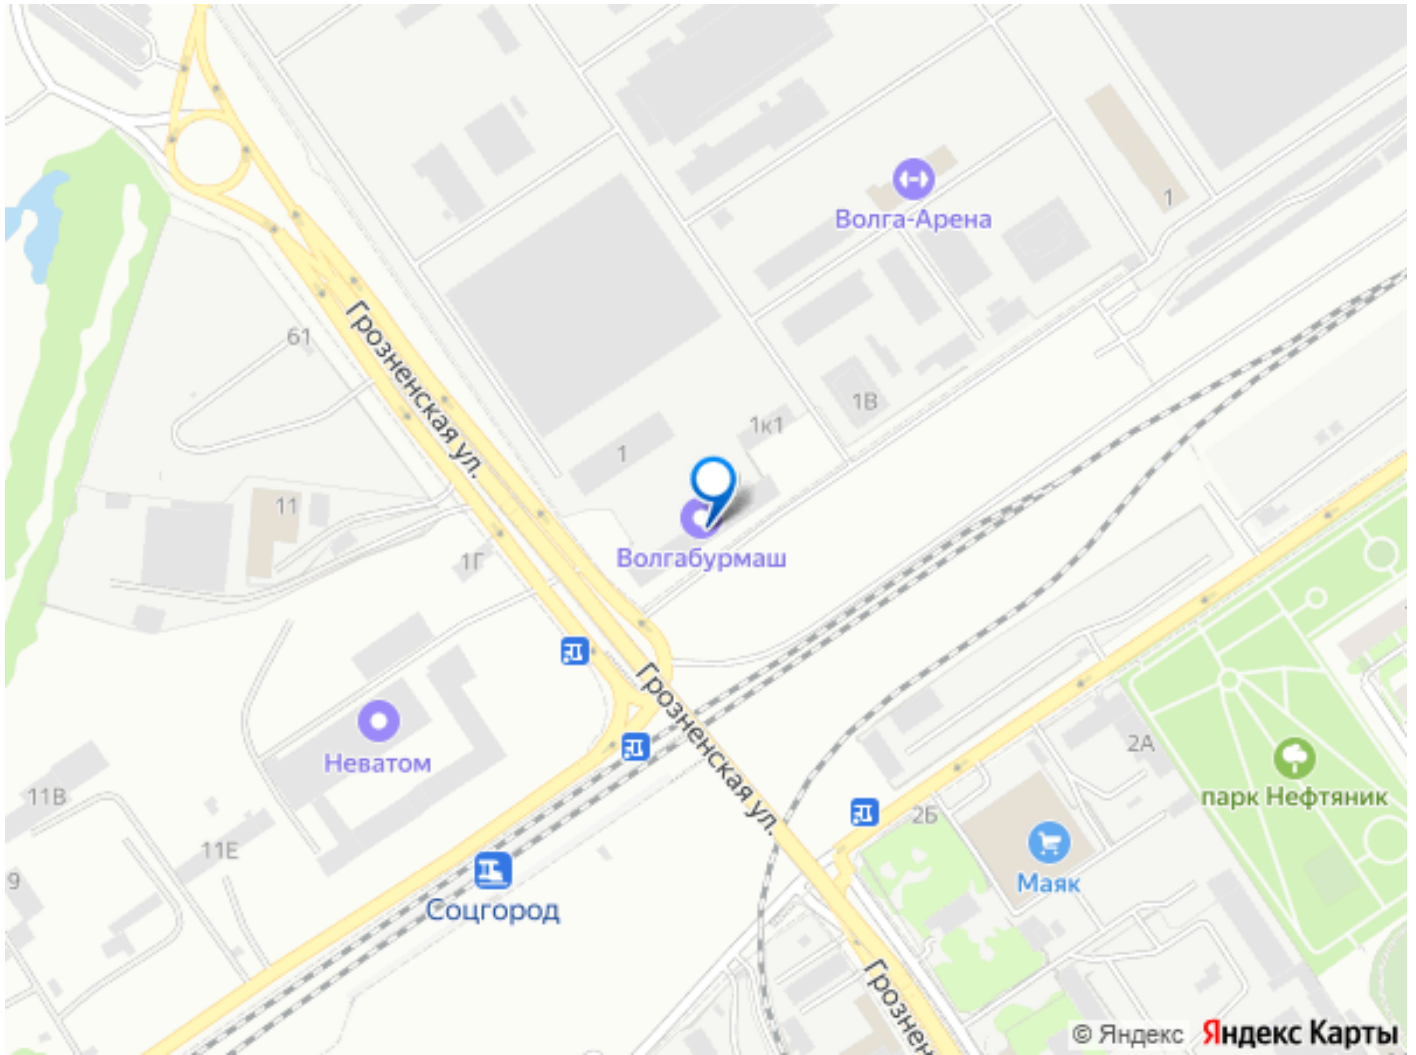 Волга-Арена
1
61
Грозненская ул.
1В
1к1
1
11
Волгабурмаш
1Г
Грозненская ул.
Неватом
2А
парк Нефтяник
11В
2Б
11Е
9
Маяк
Соцгород
Грознен
© Яндекс Яндекс Карты